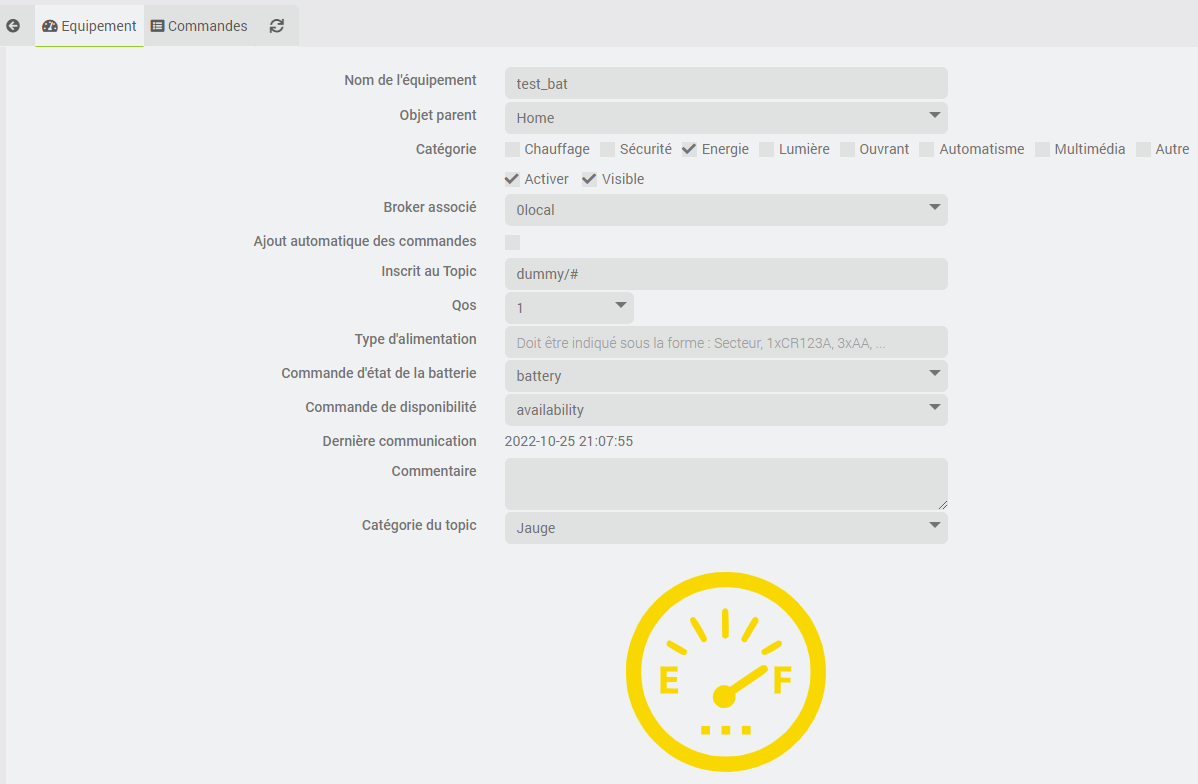 Equipement Commandes
Nom de l'équipement test_bat
Objet parent Home
Catégorie Chauffage Sécurité Energie Lumière Ouvrant Automatisme Multimédia Autre
Activer Visible
Broker associé 0local
Ajout automatique des commandes
Inscrit au Topic dummy/#
Qos 1
Type d'alimentation Doit être indiqué sous la forme : Secteur, 1xCR123A, 3xAA, ...
Commande d'état de la batterie battery
Commande de disponibilité availability
Dernière communication 2022-10-25 21:07:55
Commentaire
Catégorie du topic Jauge
E F